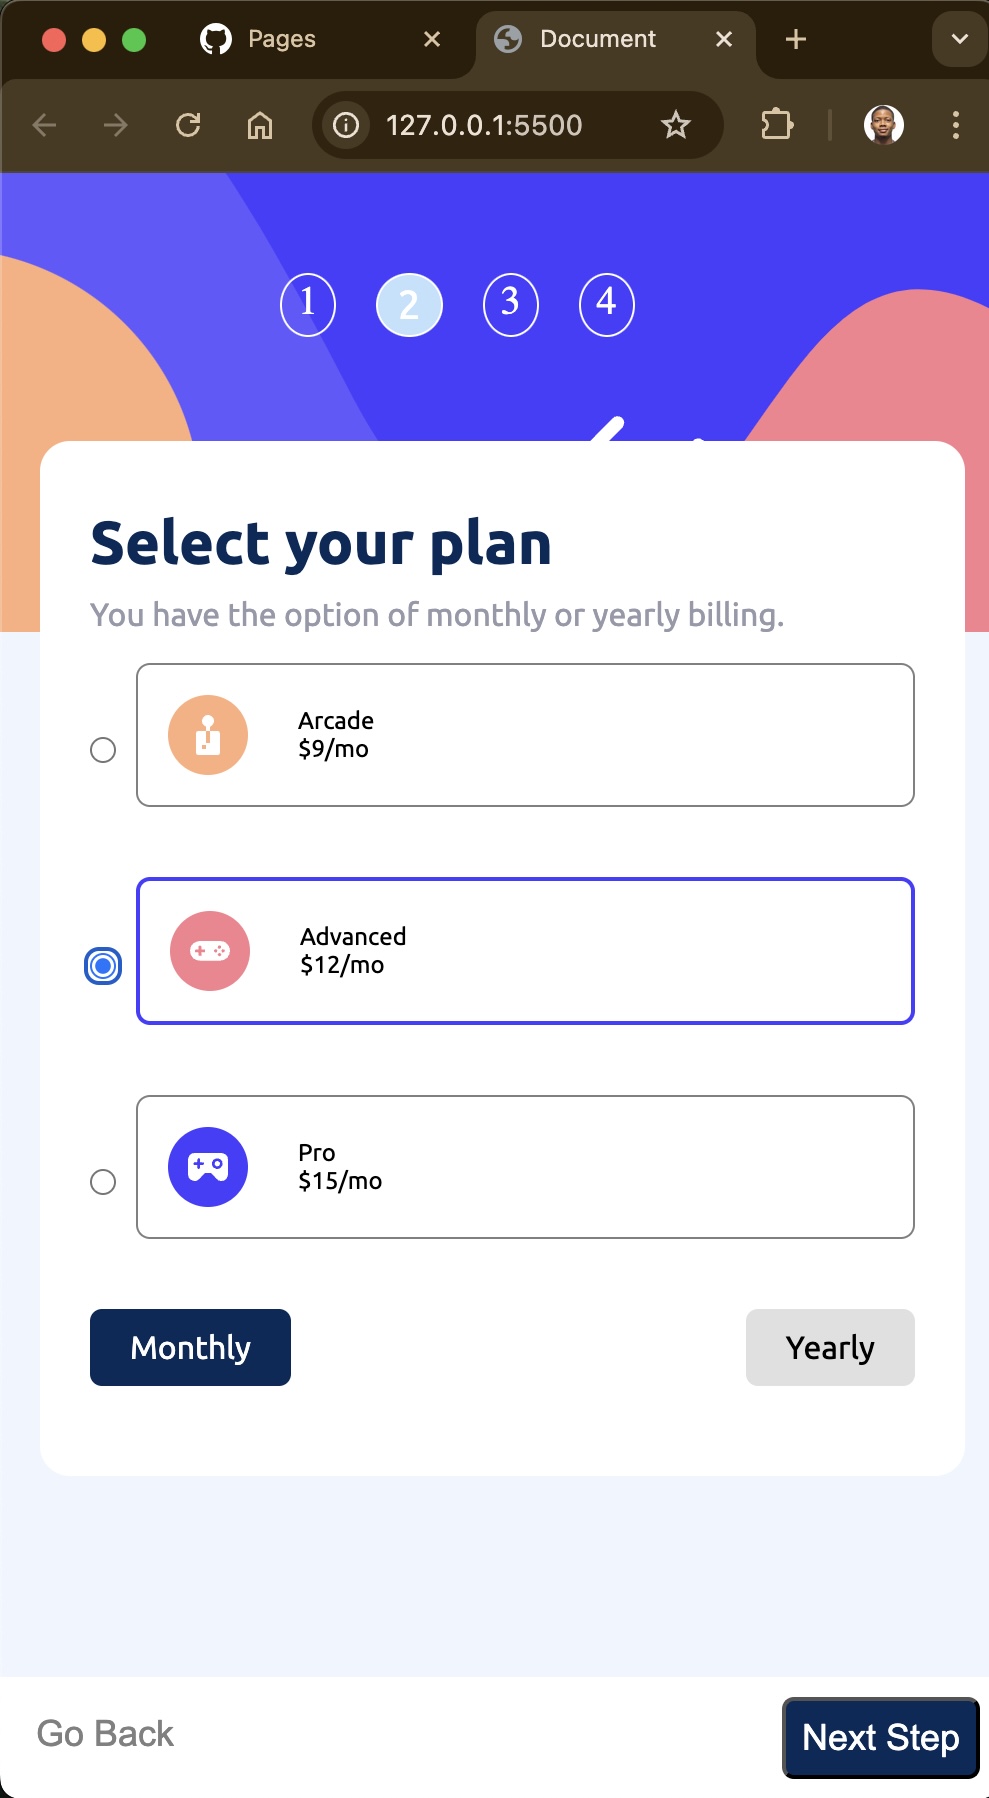 Pages
Document
127.0.0.1:5500
1 2 3 4
Select your plan
You have the option of monthly or yearly billing.
Arcade
$9/mo
Advanced
$12/mo
Pro
$15/mo
Monthly Yearly
Go Back Next Step